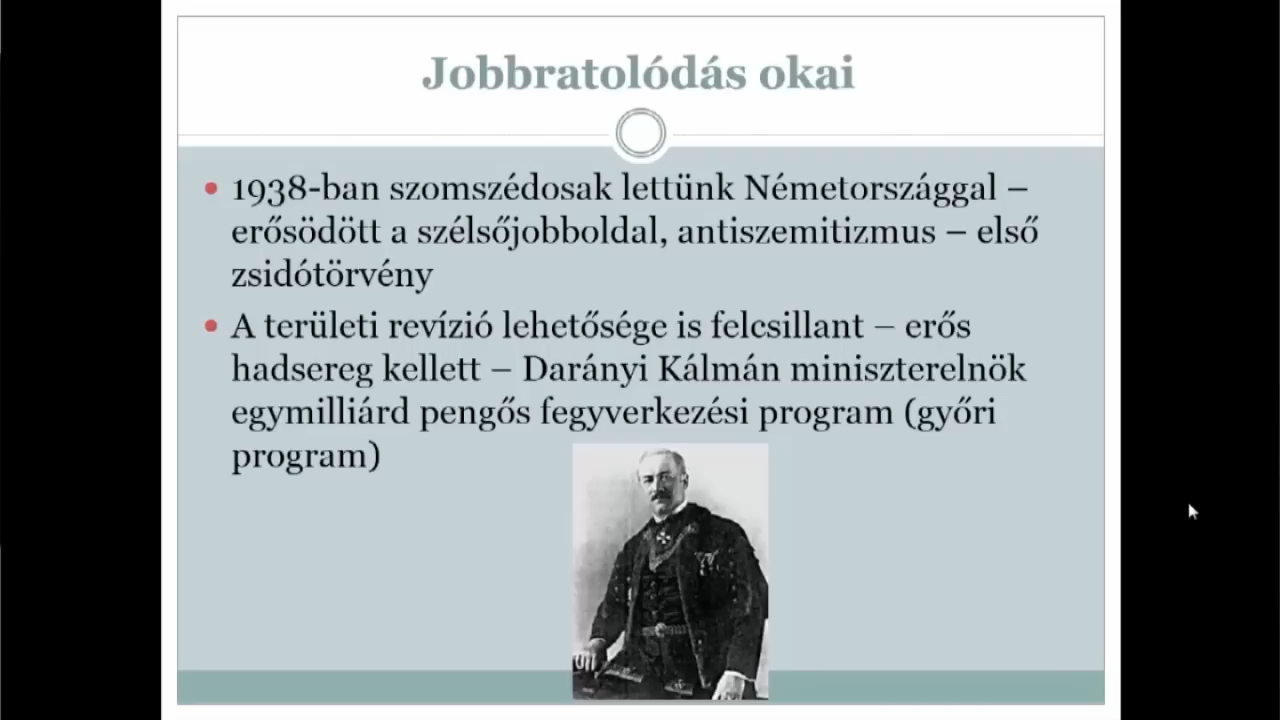 Jobbratolódás okai
1938-ban szomszédosak lettünk Németországgal –
erősödött a szélsőjobboldal, antiszemitizmus – első
zsidótörvény
A területi revízió lehetősége is felcsillant – erős
hadsereg kellett – Darányi Kálmán miniszterelnök
egymilliárd pengős fegyverkezési program (győri
program)